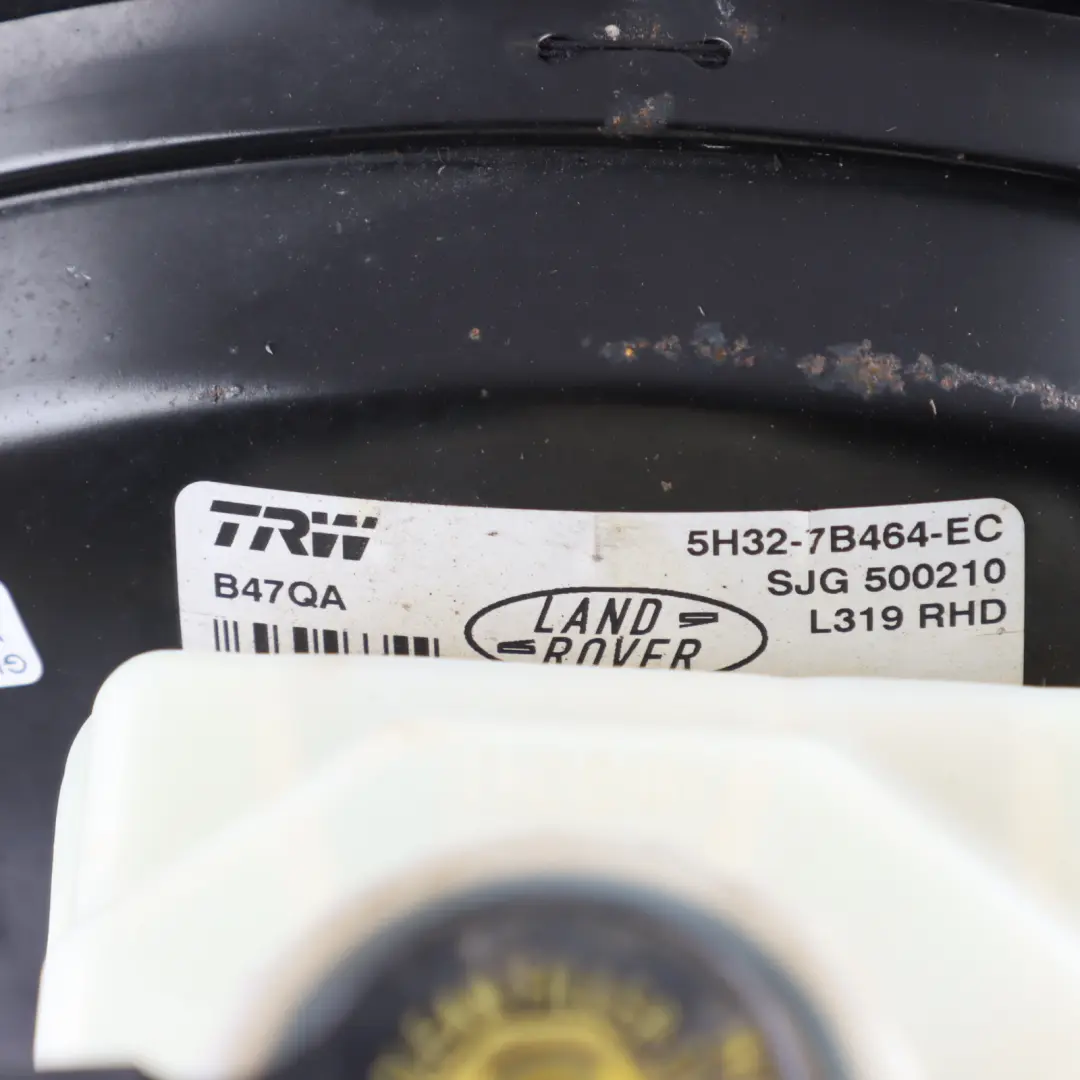 TRW
5H32-7B464-EC
B47QA
SJG 500210
L319 RHD
LAND
ROVER